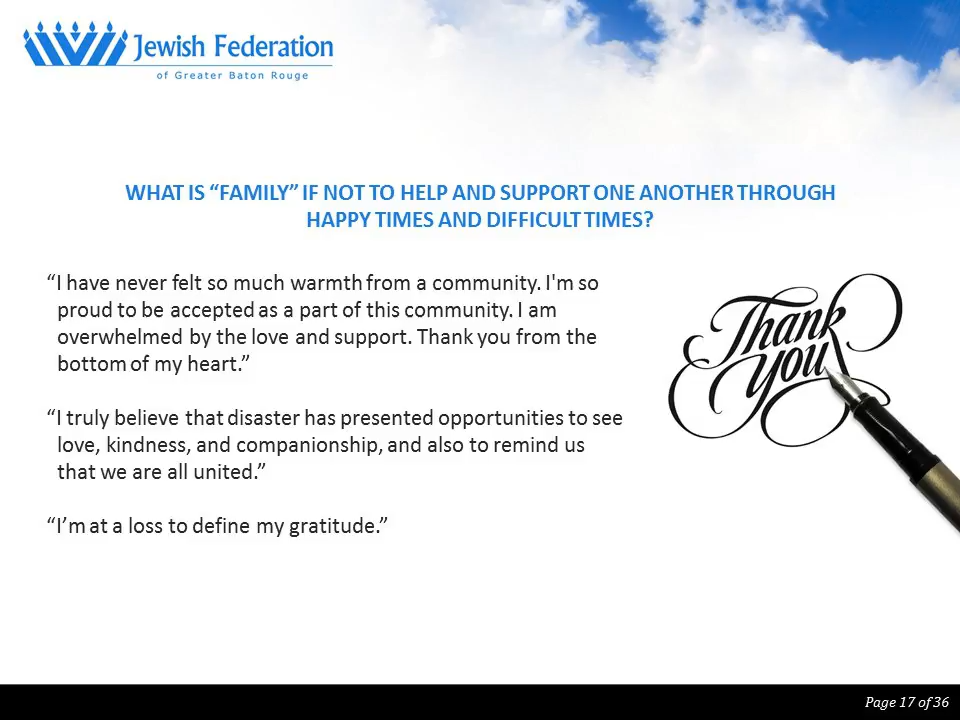 Jewish Federation
of Greater Baton Rouge
WHAT IS “FAMILY” IF NOT TO HELP AND SUPPORT ONE ANOTHER THROUGH
HAPPY TIMES AND DIFFICULT TIMES?
“I have never felt so much warmth from a community. I'm so
proud to be accepted as a part of this community. I am
overwhelmed by the love and support. Thank you from the
bottom of my heart.”
“I truly believe that disaster has presented opportunities to see
love, kindness, and companionship, and also to remind us
that we are all united.”
“I’m at a loss to define my gratitude.”
Thank
You
Page 17 of 36